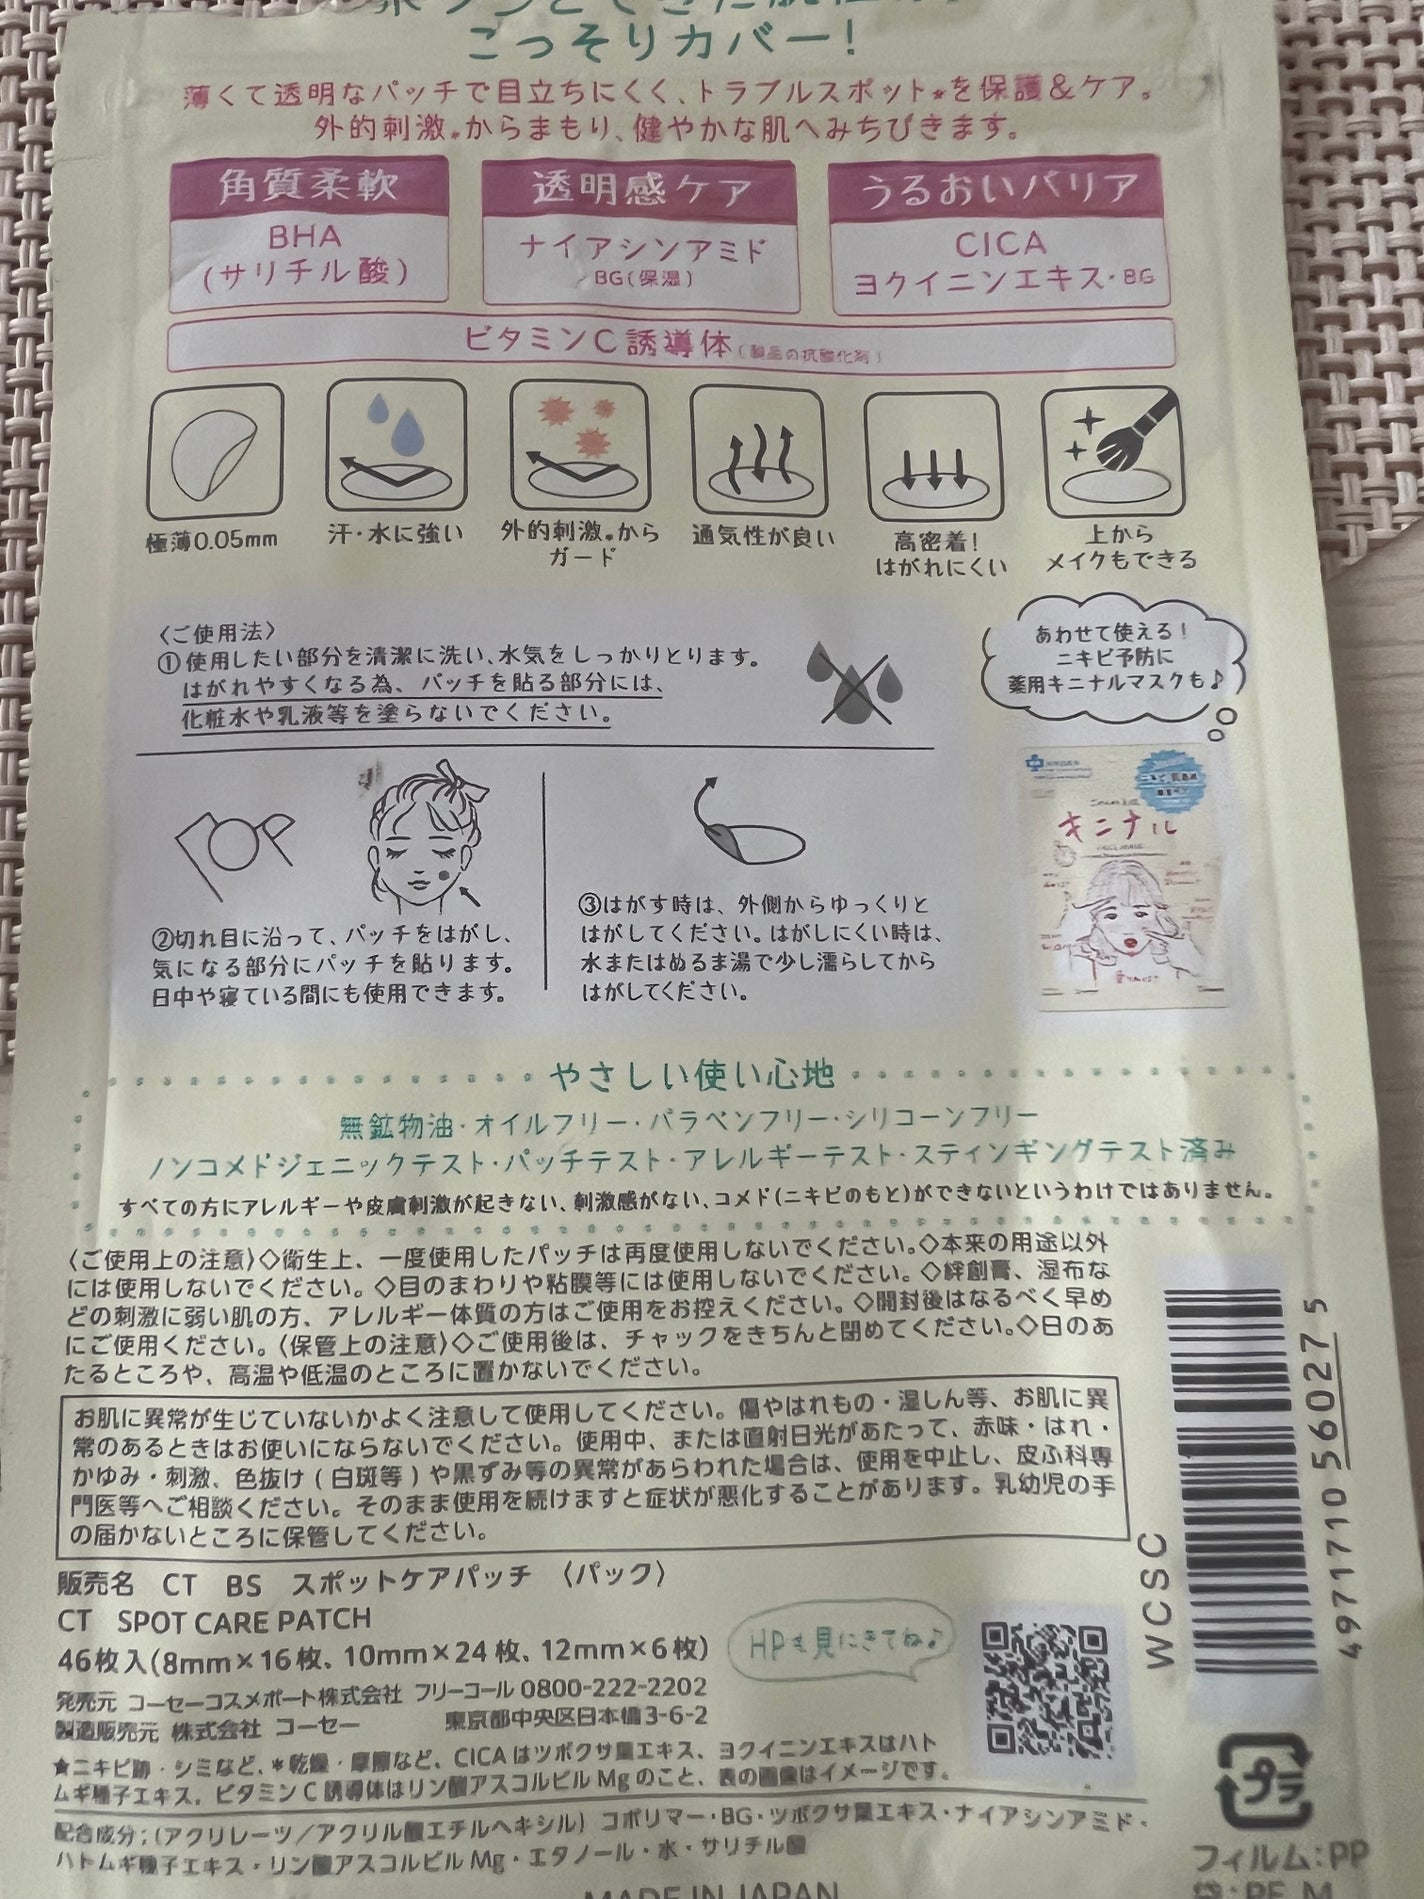 こっそりカバー!
薄くて透明なパッチで目立ちにくく、トラブルスポット★を保護&ケア。
外的刺激*からまもり、健やかな肌へみちびきます。
角質柔軟
BHA
(サリチル酸)
透明感ケア
ナイアシンアミド
BG(保湿)
うるおいバリア
CICA
ヨクイニンエキス・BG
ビタミンC誘導体(製品の抗酸化剤)
極薄0.05mm
汗・水に強い
外的刺激*から
ガード
通気性が良い
高密着!
はがれにくい
上から
メイクもできる
〈ご使用法〉
①使用したい部分を清潔に洗い、水気をしっかりとります。
はがれやすくなる為、パッチを貼る部分には、
化粧水や乳液等を塗らないでください。
あわせて使える!
ニキビ予防に
薬用キニナルマスクも♪
キニナル
②切れ目に沿って、パッチをはがし、
気になる部分にパッチを貼ります。
日中や寝ている間にも使用できます。
③はがす時は、外側からゆっくりと
はがしてください。はがしにくい時は、
水またはぬるま湯で少し濡らしてから
はがしてください。
やさしい使い心地
無鉱物油・オイルフリー・パラベンフリー・シリコーンフリー
ノンコメドジェニックテスト・パッチテスト・アレルギーテスト・スティンギングテスト済み
すべての方にアレルギーや皮膚刺激が起きない、刺激感がない、コメド(ニキビのもと)ができないというわけではありません。
〈ご使用上の注意〉◇衛生上、一度使用したパッチは再度使用しないでください。◇本来の用途以外
には使用しないでください。◇目のまわりや粘膜等には使用しないでください。◇絆創膏、湿布な
どの刺激に弱い肌の方、アレルギー体質の方はご使用をお控えください。◇開封後はなるべく早め
にご使用ください。〈保管上の注意〉◇ご使用後は、チャックをきちんと閉めてください。◇日のあ
たるところや、高温や低温のところに置かないでください。
お肌に異常が生じていないかよく注意して使用してください。傷やはれもの・湿しん等、お肌に異
常のあるときはお使いにならないでください。使用中、または直射日光があたって、赤味・はれ・
かゆみ・刺激、色抜け(白斑等)や黒ずみ等の異常があらわれた場合は、使用を中止し、皮ふ科専
門医等へご相談ください。そのまま使用を続けますと症状が悪化することがあります。乳幼児の手
の届かないところに保管してください。
販売名 CT BS スポットケアパッチ 〈パック〉
CT SPOT CARE PATCH
46枚入(8mm×16枚、10mm×24枚、12mm×6枚)
HPも見にきてね♪
発売元 コーセーコスメポート株式会社 フリーコール 0800-222-2202
製造販売元 株式会社 コーセー 東京都中央区日本橋3-6-2
★ニキビ跡・シミなど、*乾燥・摩擦など、CICAはツボクサ葉エキス、ヨクイニンエキスはハト
ムギ種子エキス、ビタミンC誘導体はリン酸アスコルビルMgのこと、表の画像はイメージです。
配合成分;(アクリレーツ/アクリル酸エチルヘキシル)コポリマー・BG・ツボクサ葉エキス・ナイアシンアミド・
ハトムギ種子エキス・リン酸アスコルビルMg・エタノール・水・サリチル酸
MADE IN JAPAN
WCSC
4971710 560275
プラ
フィルム:PP
袋:PE,M